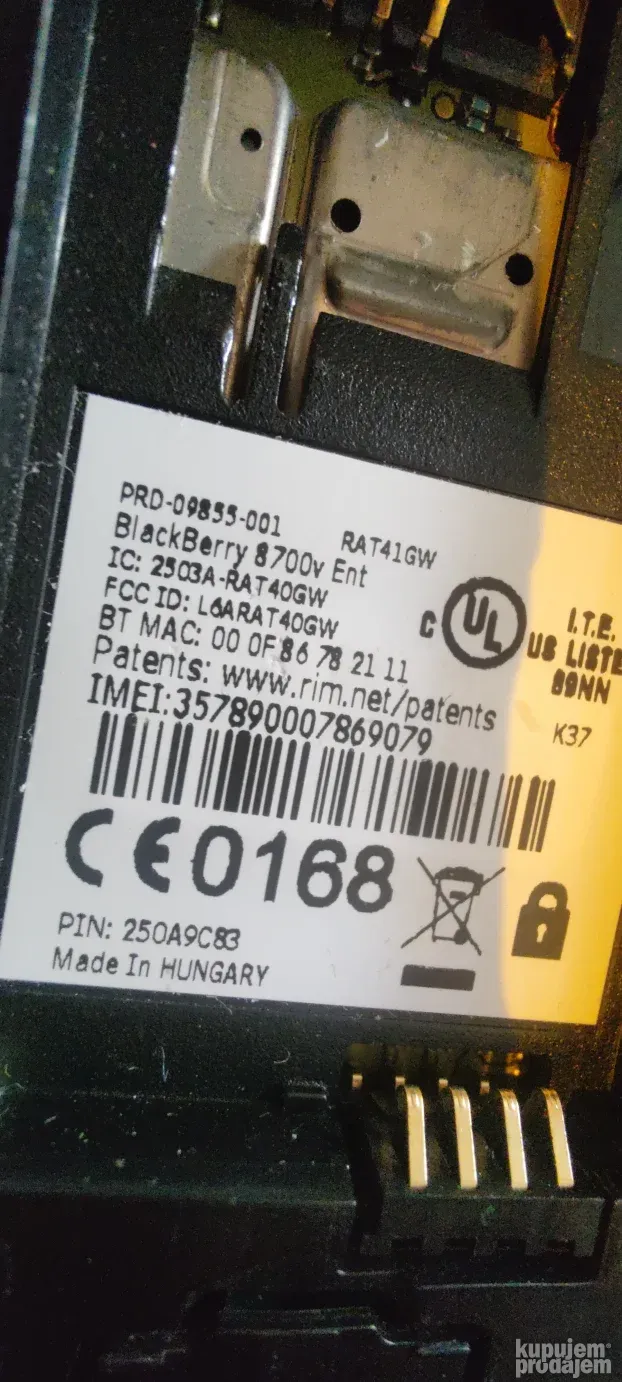 PRD-09855-001 RAT41GW
BlackBerry 8700v Ent
IC: 2503A-RAT40GW
FCC ID: L6ARAT40GW
BT MAC: 00 0F 86 78 21 11
Patents: www.rim.net/patents
IMEI:357890007869079
C UL
I.T.E.
US LISTE
89NN
K37
CE0168
PIN: 250A9C83
Made In HUNGARY
kupujem
prodajem